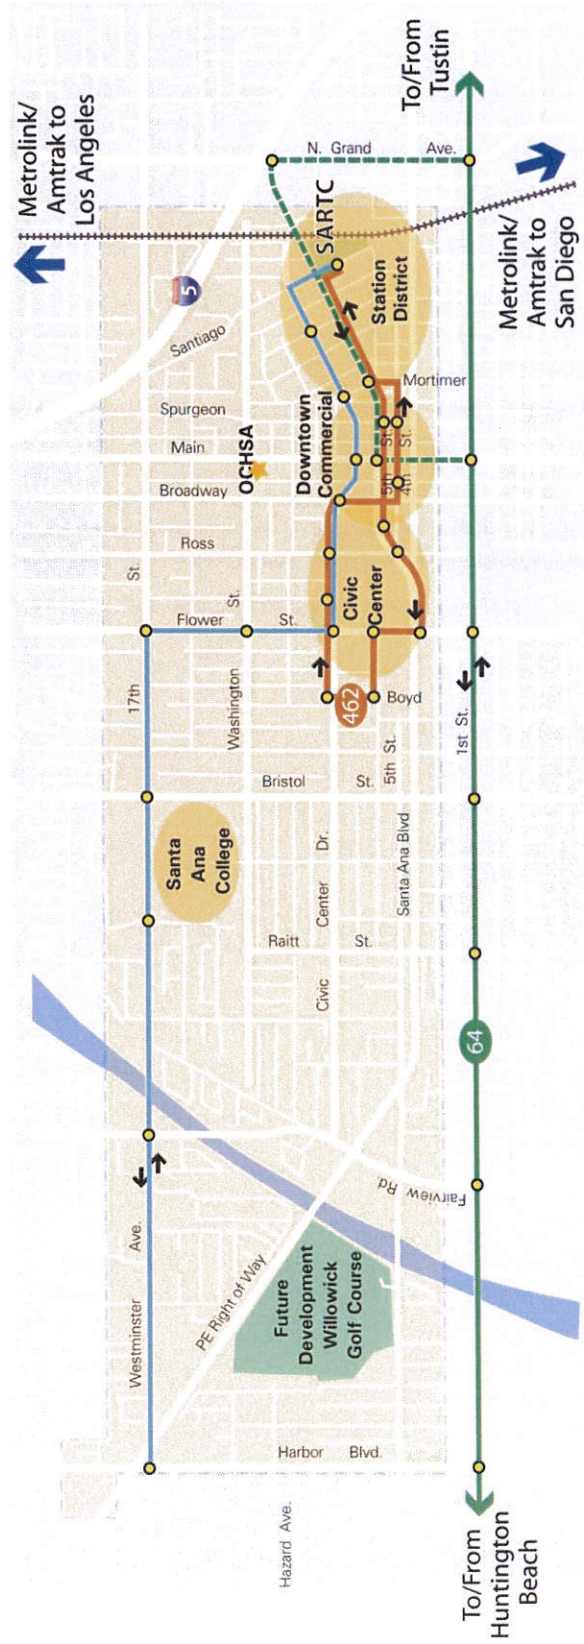 Metrolink/
Amtrak to
Los Angeles
To/From
Tustin
N. Grand
Ave.
SARTC
5
Santiago
Station
District
Metrolink/
Amtrak to
San Diego
Mortimer
Spurgeon
Main
Broadway
OCHSA
Downtown
Commercial
5th St.
4th St.
Ross
St.
Flower
St.
St.
Civic
Center
17th
Washington
462
Boyd
1st St.
Bristol
St.
5th St.
Santa
Ana
College
Center
Dr.
Santa Ana Blvd
Raitt
St.
Civic
64
Fairview Rd
Westminster
Ave.
PE Right of Way
Future
Development
Willowick
Golf Course
Harbor
Blvd.
Hazard Ave.
To/From
Huntington
Beach